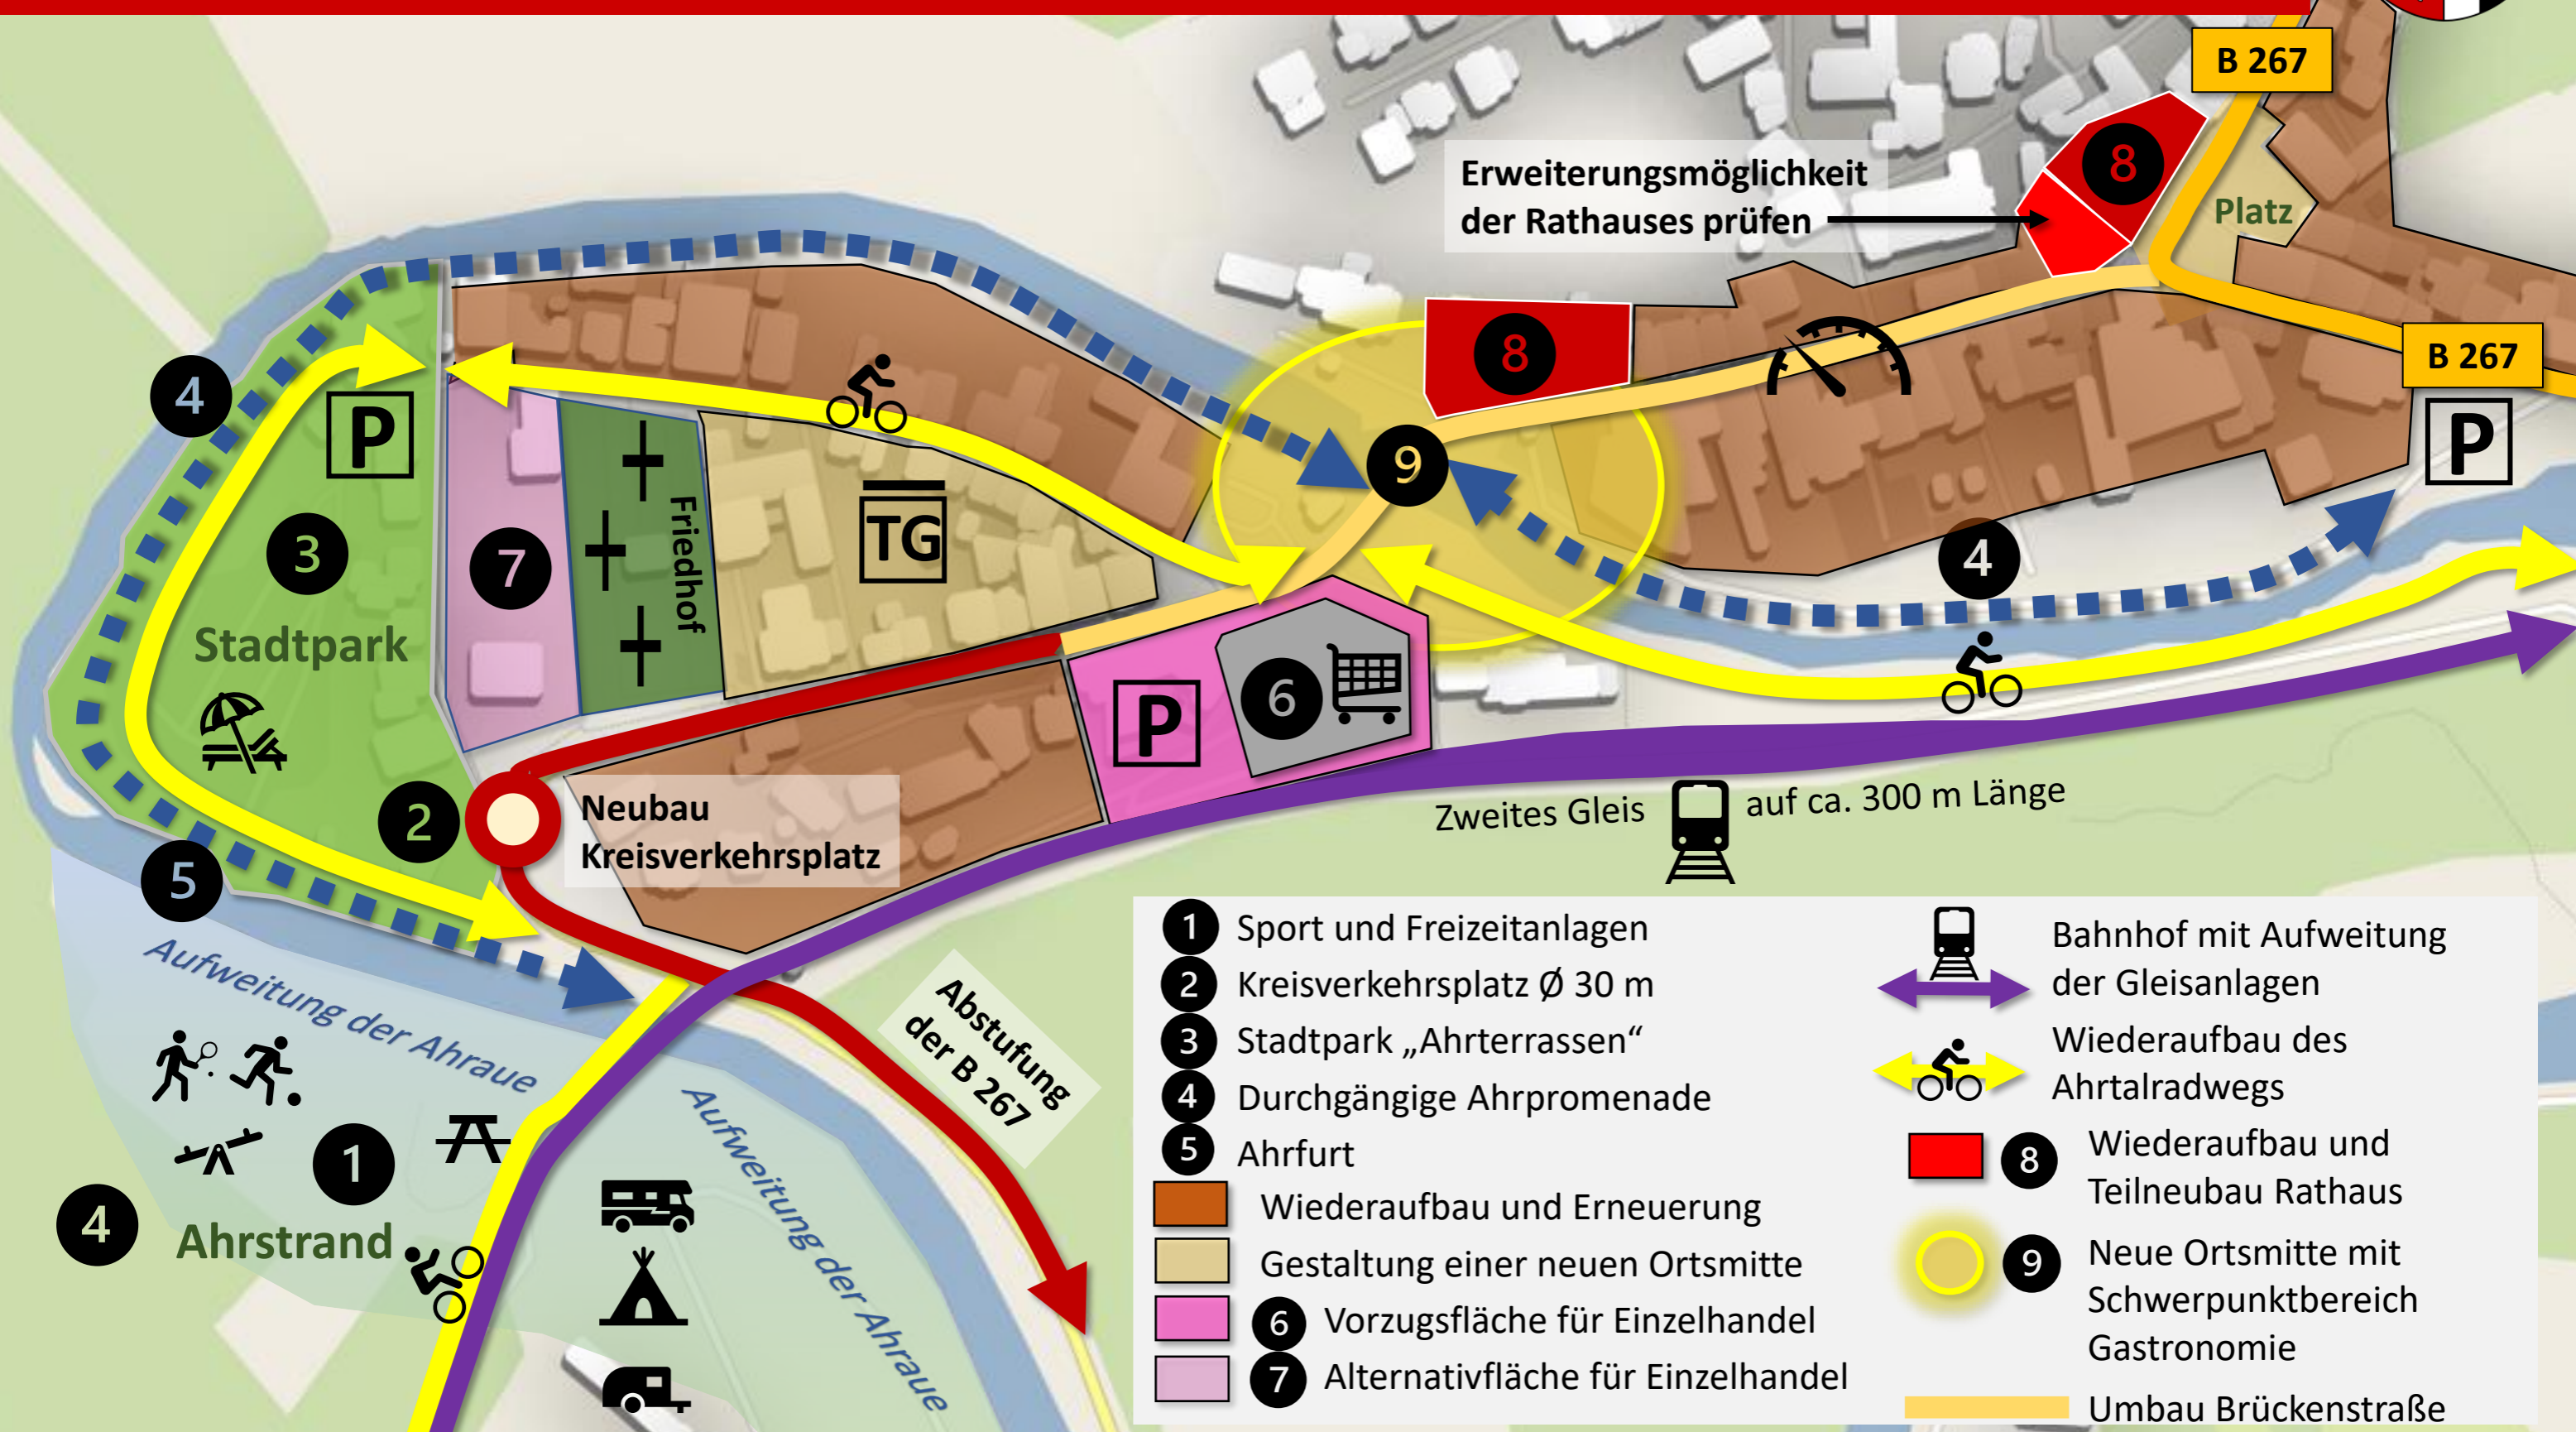 B 267
8
Erweiterungsmöglichkeit
der Rathauses prüfen
Platz
8
B 267
4
P
9
P
3
7
Friedhof
TG
4
Stadtpark
P
6
2
Neubau
Kreisverkehrsplatz
Zweites Gleis
auf ca. 300 m Länge
5
Aufweitung der Ahraue
Abstufung
der B 267
Aufweitung der Ahraue
1
4
Ahrstrand
1 Sport und Freizeitanlagen
2 Kreisverkehrsplatz Ø 30 m
3 Stadtpark „Ahrterrassen“
4 Durchgängige Ahrpromenade
5 Ahrfurt
Wiederaufbau und Erneuerung
Gestaltung einer neuen Ortsmitte
6 Vorzugsfläche für Einzelhandel
7 Alternativfläche für Einzelhandel
Bahnhof mit Aufweitung
der Gleisanlagen
Wiederaufbau des
Ahrtalradwegs
8 Wiederaufbau und
Teilneubau Rathaus
9 Neue Ortsmitte mit
Schwerpunktbereich
Gastronomie
Umbau Brückenstraße